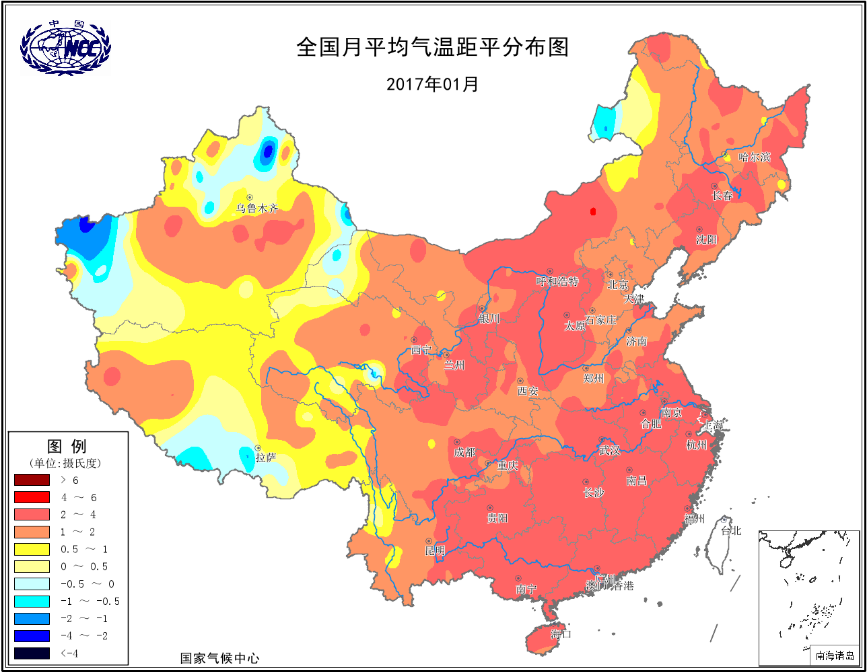 中国
NCC
全国月平均气温距平分布图
2017年01月
哈尔滨
长春
乌鲁木齐
沈阳
呼和浩特
北京
天津
银川
太原
石家庄
西宁
济南
兰州
郑州
西安
南京
合肥
上海
成都
武汉
杭州
拉萨
重庆
南昌
长沙
贵阳
福州
台北
昆明
广州
南宁
澳门
香港
海口
图 例
(单位:摄氏度)
> 6
4 ~ 6
2 ~ 4
1 ~ 2
0.5 ~ 1
0 ~ 0.5
-0.5 ~ 0
-1 ~ -0.5
-2 ~ -1
-4 ~ -2
<-4
南海诸岛
国家气候中心